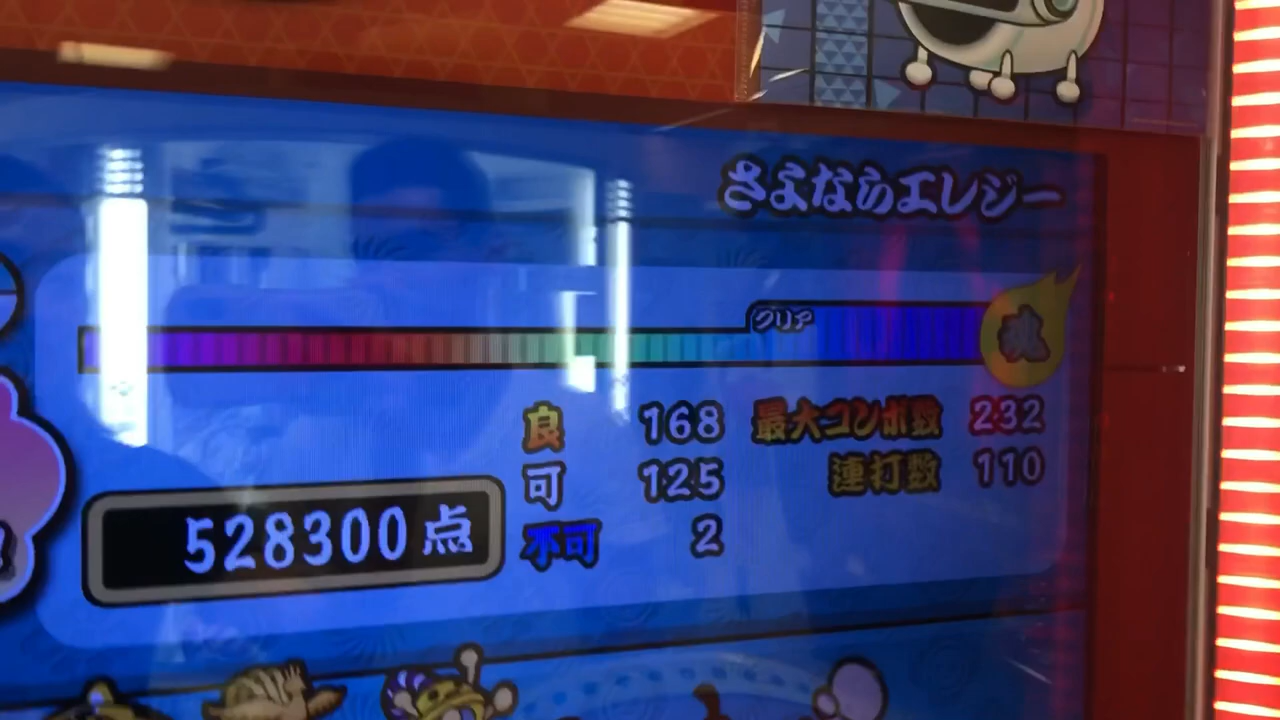 さよならエレジー
クリア
魂
良 168 最大コンボ数 232
可 125 連打数 110
不可 2
528300点